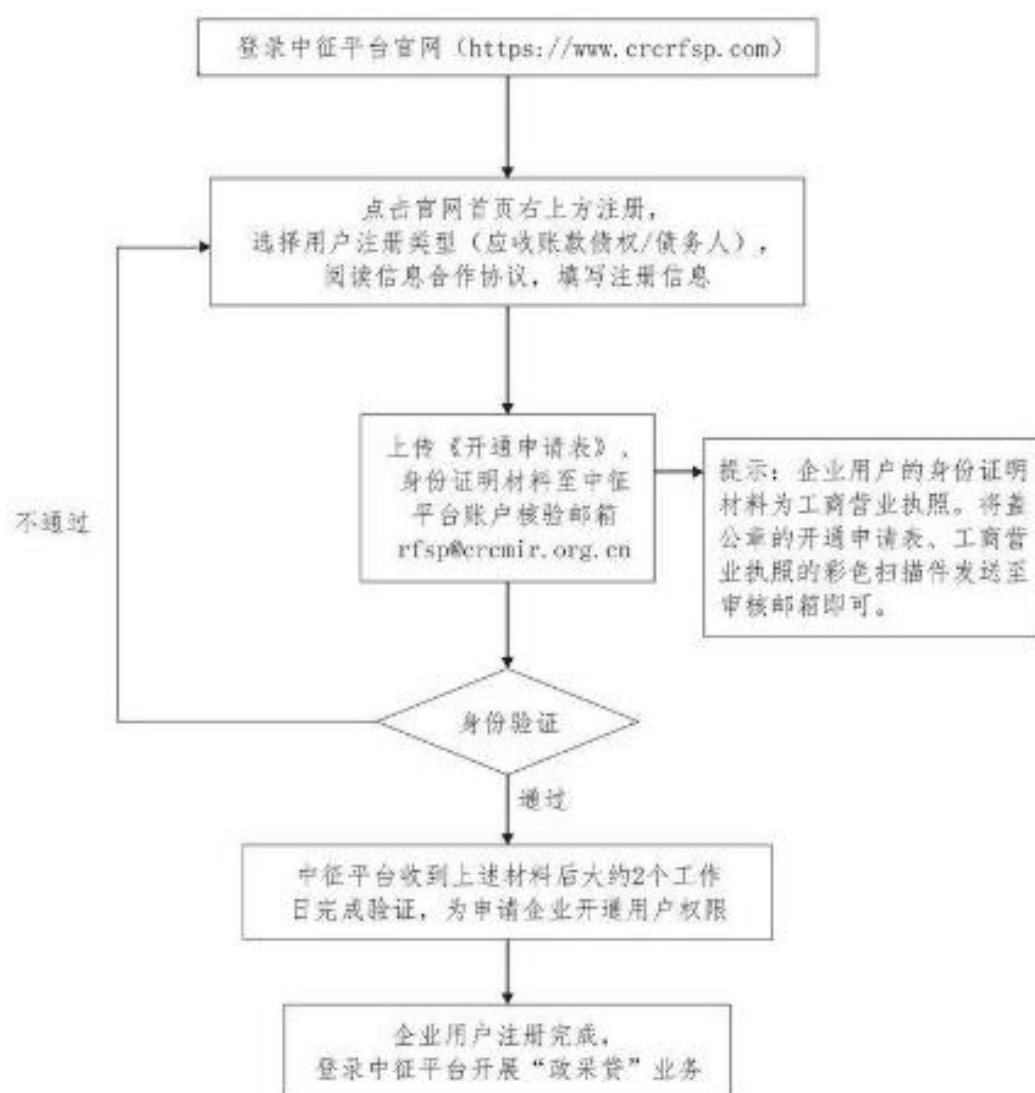 登录中征平台官网（https://www.crcrfsp.com）
点击官网首页右上方注册，
选择用户注册类型（应收账款债权/债务人），
阅读信息合作协议，填写注册信息
上传《开通申请表》、
身份证明材料至中征
平台账户核验邮箱
rfsp@crcmir.org.cn
提示：企业用户的身份证明
材料为工商营业执照。将盖
公章的开通申请表、工商营
业执照的彩色扫描件发送至
审核邮箱即可。
不通过
身份验证
通过
中征平台收到上述材料后大约2个工作
日完成验证，为申请企业开通用户权限
企业用户注册完成，
登录中征平台开展“政采贷”业务